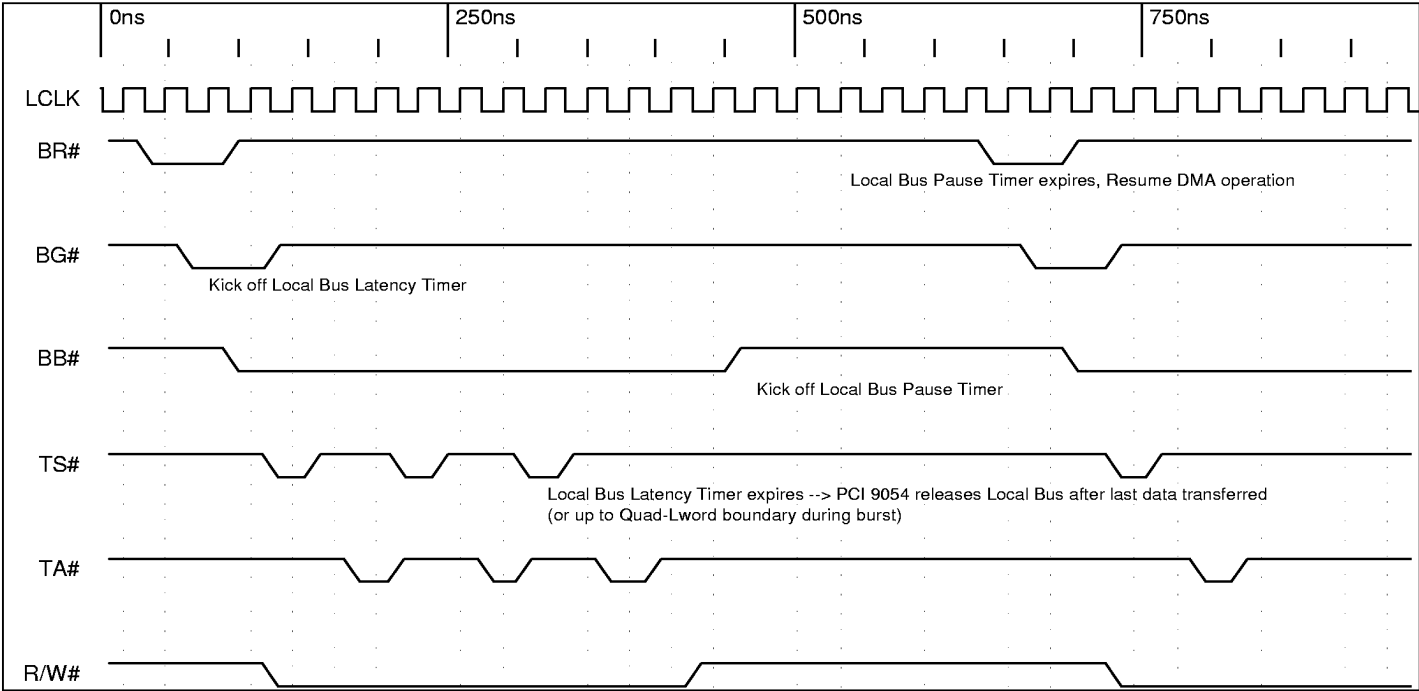 0ns 250ns 500ns 750ns
LCLK
BR#
Local Bus Pause Timer expires, Resume DMA operation
BG#
Kick off Local Bus Latency Timer
BB#
Kick off Local Bus Pause Timer
TS#
Local Bus Latency Timer expires --> PCI 9054 releases Local Bus after last data transferred
(or up to Quad-Lword boundary during burst)
TA#
R/W#